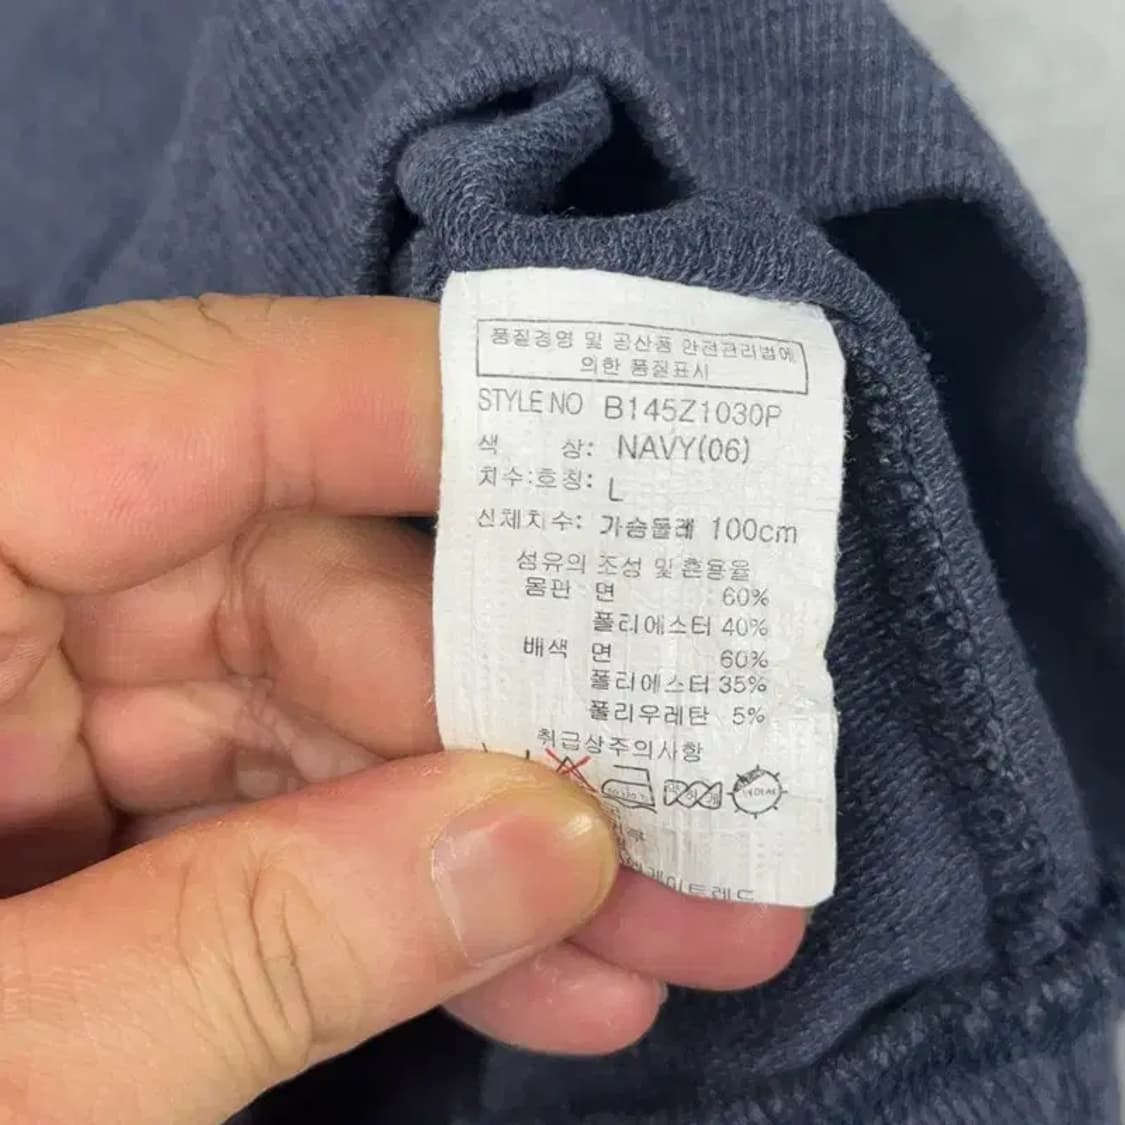 품질경영 및 공산품 안전관리법에
의한 품질표시
STYLE NO B145Z1030P
색 상: NAVY(06)
치수:호칭: L
신체치수: 가슴둘레 100cm
섬유의 조성 및 혼용율
몸판 면 60%
폴리에스터 40%
배색 면 60%
폴리에스터 35%
폴리우레탄 5%
취급상주의사항
약하게